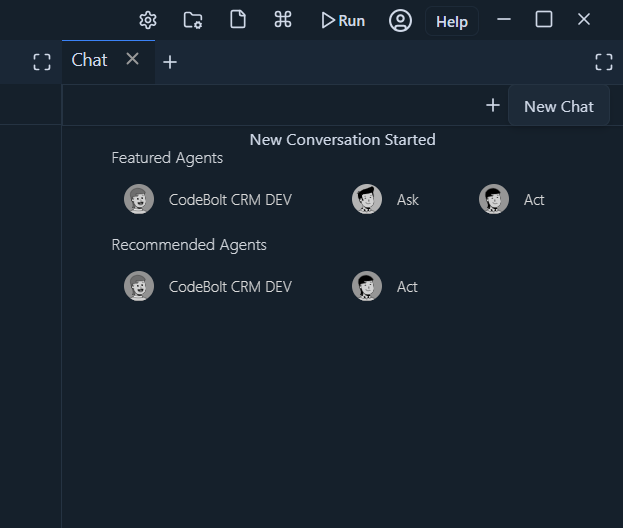 Run Help
Chat
New Chat
New Conversation Started
Featured Agents
CodeBolt CRM DEV Ask Act
Recommended Agents
CodeBolt CRM DEV Act